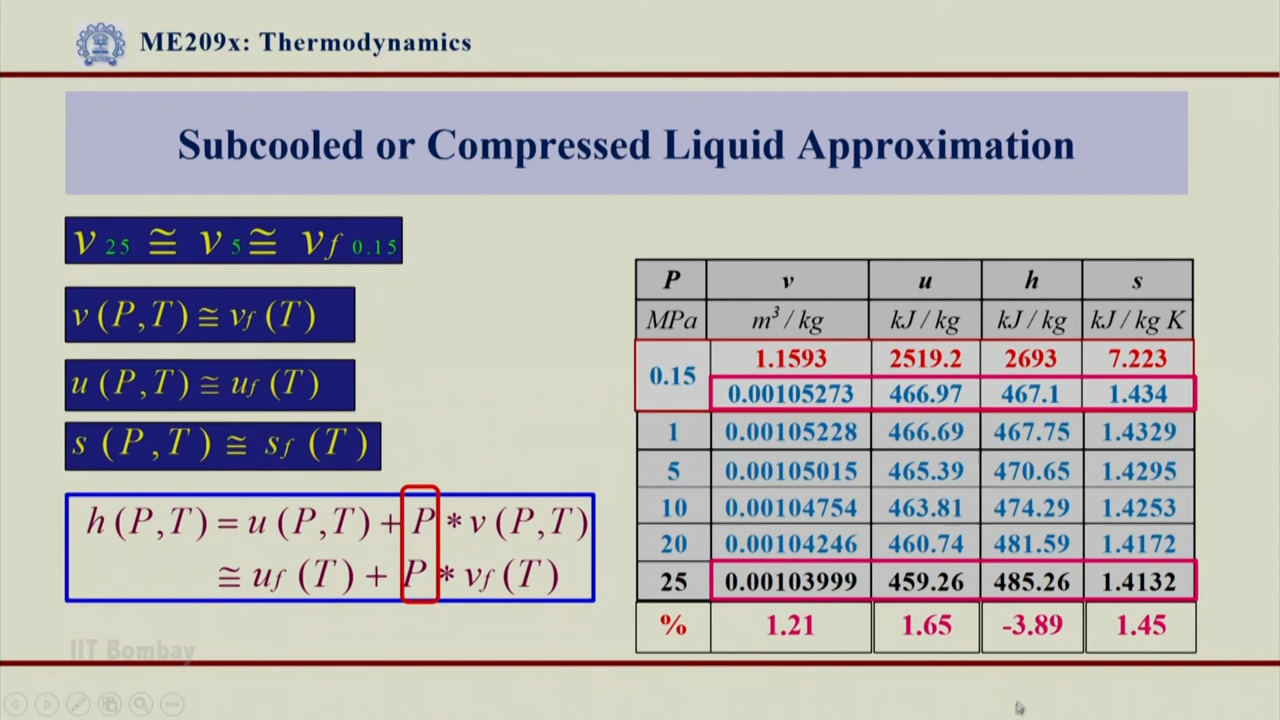 ME209x: Thermodynamics
Subcooled or Compressed Liquid Approximation
v 25 ≅ v 5 ≅ vf 0.15
v (P,T) ≅ vf (T)
u (P,T) ≅ uf (T)
s (P,T) ≅ sf (T)
h (P,T) = u (P,T) + P * v (P,T)
≅ uf (T) + P * vf (T)
P v u h s
MPa m³ / kg kJ / kg kJ / kg kJ / kg K
0.15 1.1593 2519.2 2693 7.223
0.00105273 466.97 467.1 1.434
1 0.00105228 466.69 467.75 1.4329
5 0.00105015 465.39 470.65 1.4295
10 0.00104754 463.81 474.29 1.4253
20 0.00104246 460.74 481.59 1.4172
25 0.00103999 459.26 485.26 1.4132
% 1.21 1.65 -3.89 1.45
IIT Bombay